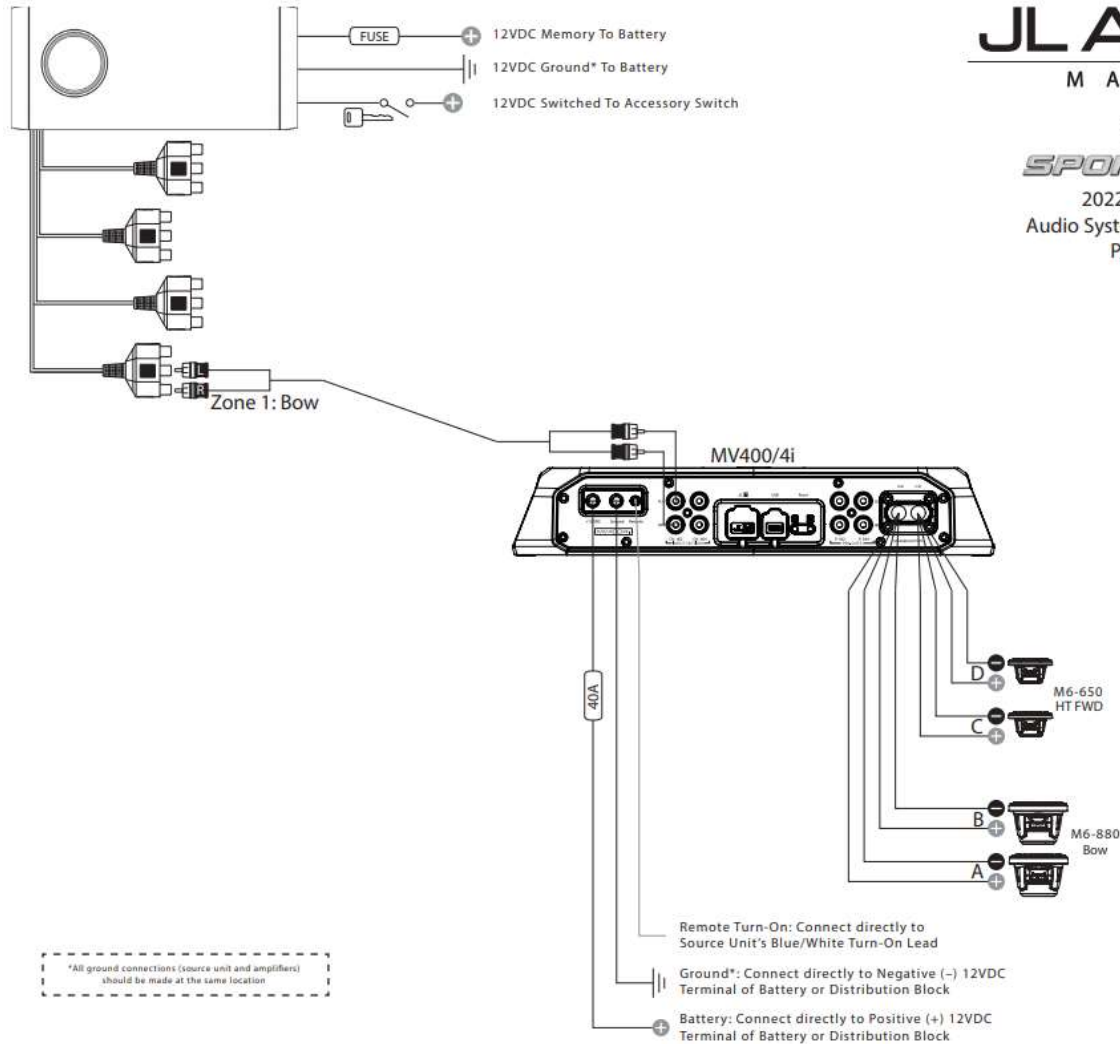 FUSE
12VDC Memory To Battery
12VDC Ground* To Battery
12VDC Switched To Accessory Switch
JL A
M A
SPO
2022
Audio Syst
P
L
R
Zone 1: Bow
MV400/4i
Ground
Remote
40A
D
C
M6-650
HT FWD
B
A
M6-880
Bow
Remote Turn-On: Connect directly to
Source Unit's Blue/White Turn-On Lead
Ground*: Connect directly to Negative (–) 12VDC
Terminal of Battery or Distribution Block
Battery: Connect directly to Positive (+) 12VDC
Terminal of Battery or Distribution Block
*All ground connections (source unit and amplifiers)
should be made at the same location